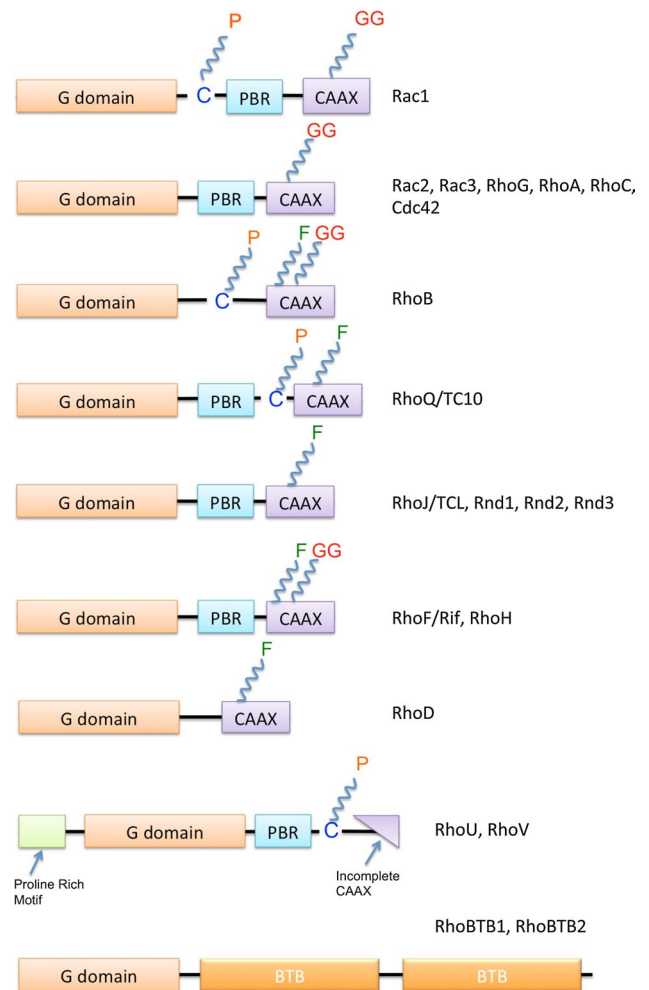 P GG
G domain C PBR CAAX Rac1
GG
G domain PBR CAAX Rac2, Rac3, RhoG, RhoA, RhoC,
Cdc42
P F GG
G domain C CAAX RhoB
P F
G domain PBR C CAAX RhoQ/TC10
F
G domain PBR CAAX RhoJ/TCL, Rnd1, Rnd2, Rnd3
F GG
G domain PBR CAAX RhoF/Rif, RhoH
F
G domain CAAX RhoD
P
G domain PBR C RhoU, RhoV
Proline Rich
Motif
Incomplete
CAAX
RhoBTB1, RhoBTB2
G domain BTB BTB